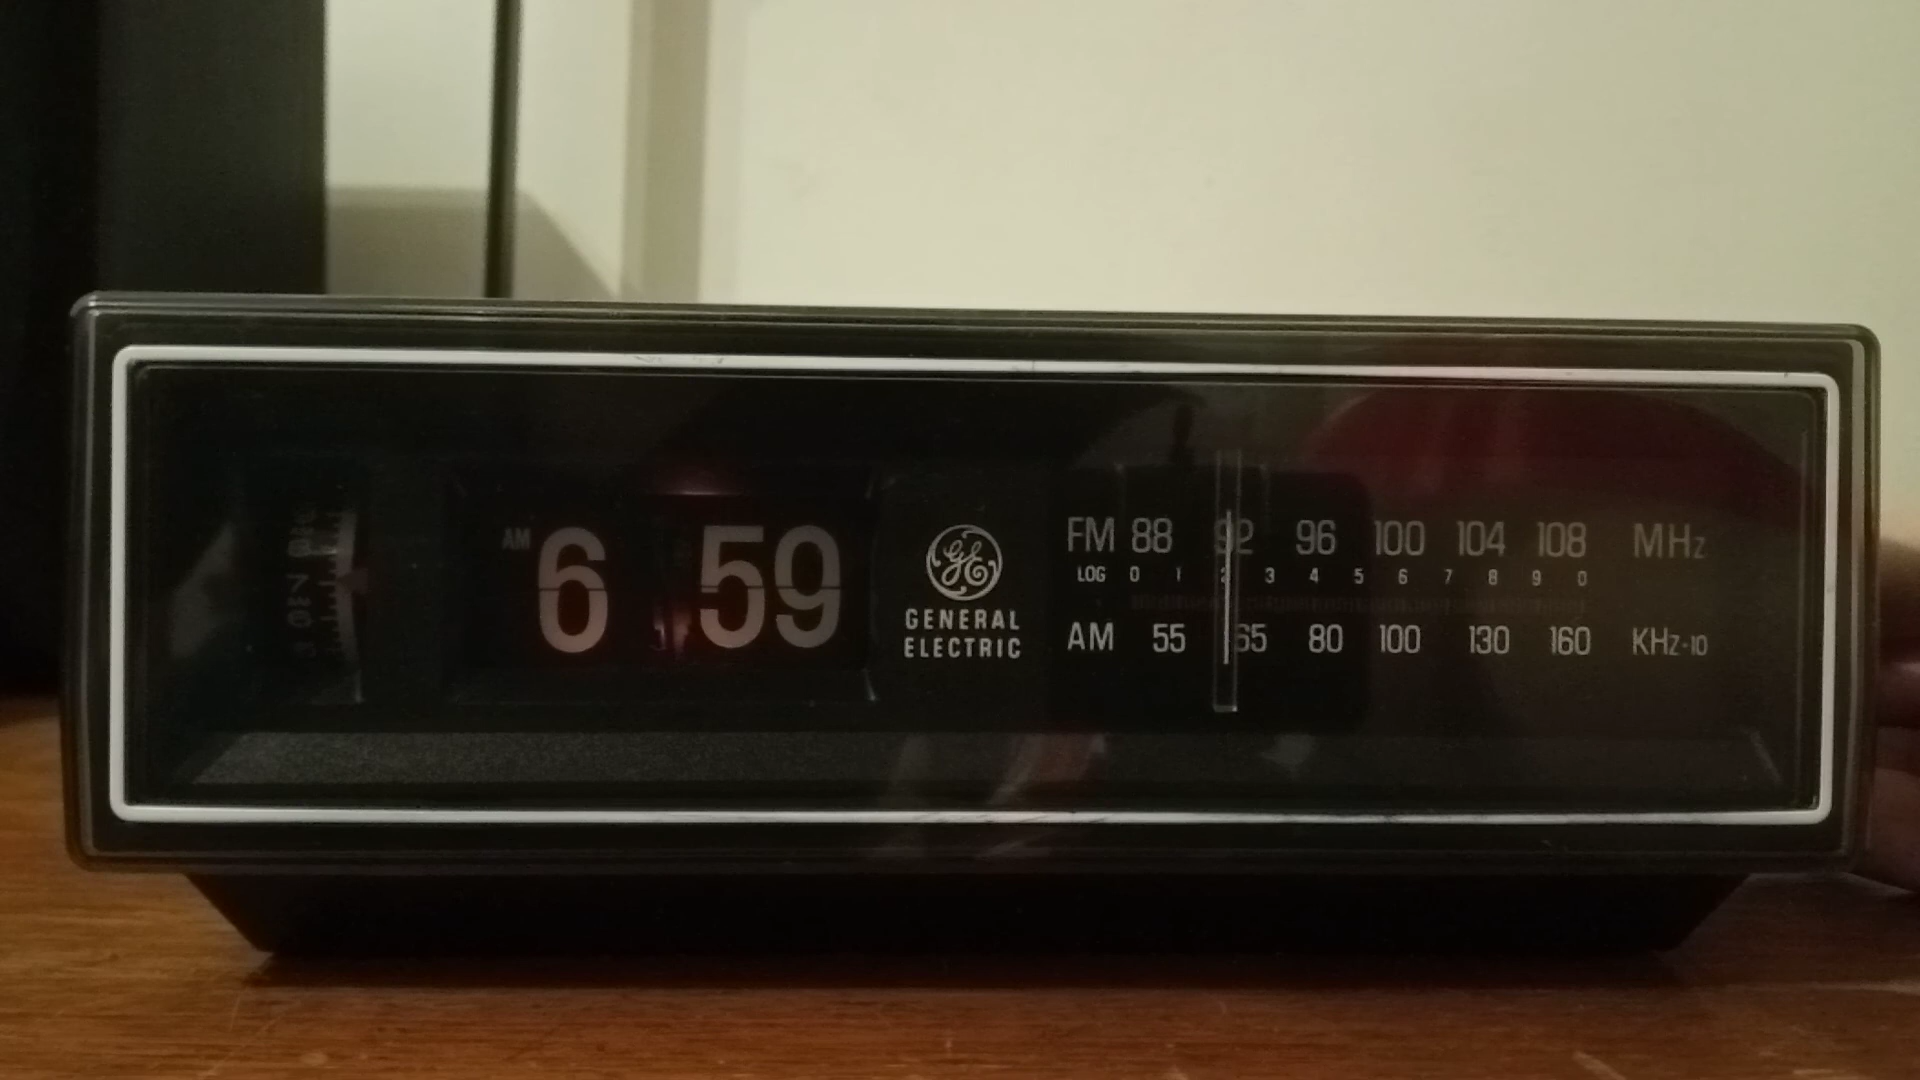 AM 6 59
GE
GENERAL
ELECTRIC
FM 88 92 96 100 104 108 MHz
LOG 0 1 2 3 4 5 6 7 8 9 0
AM 55 65 80 100 130 160 KHz-10